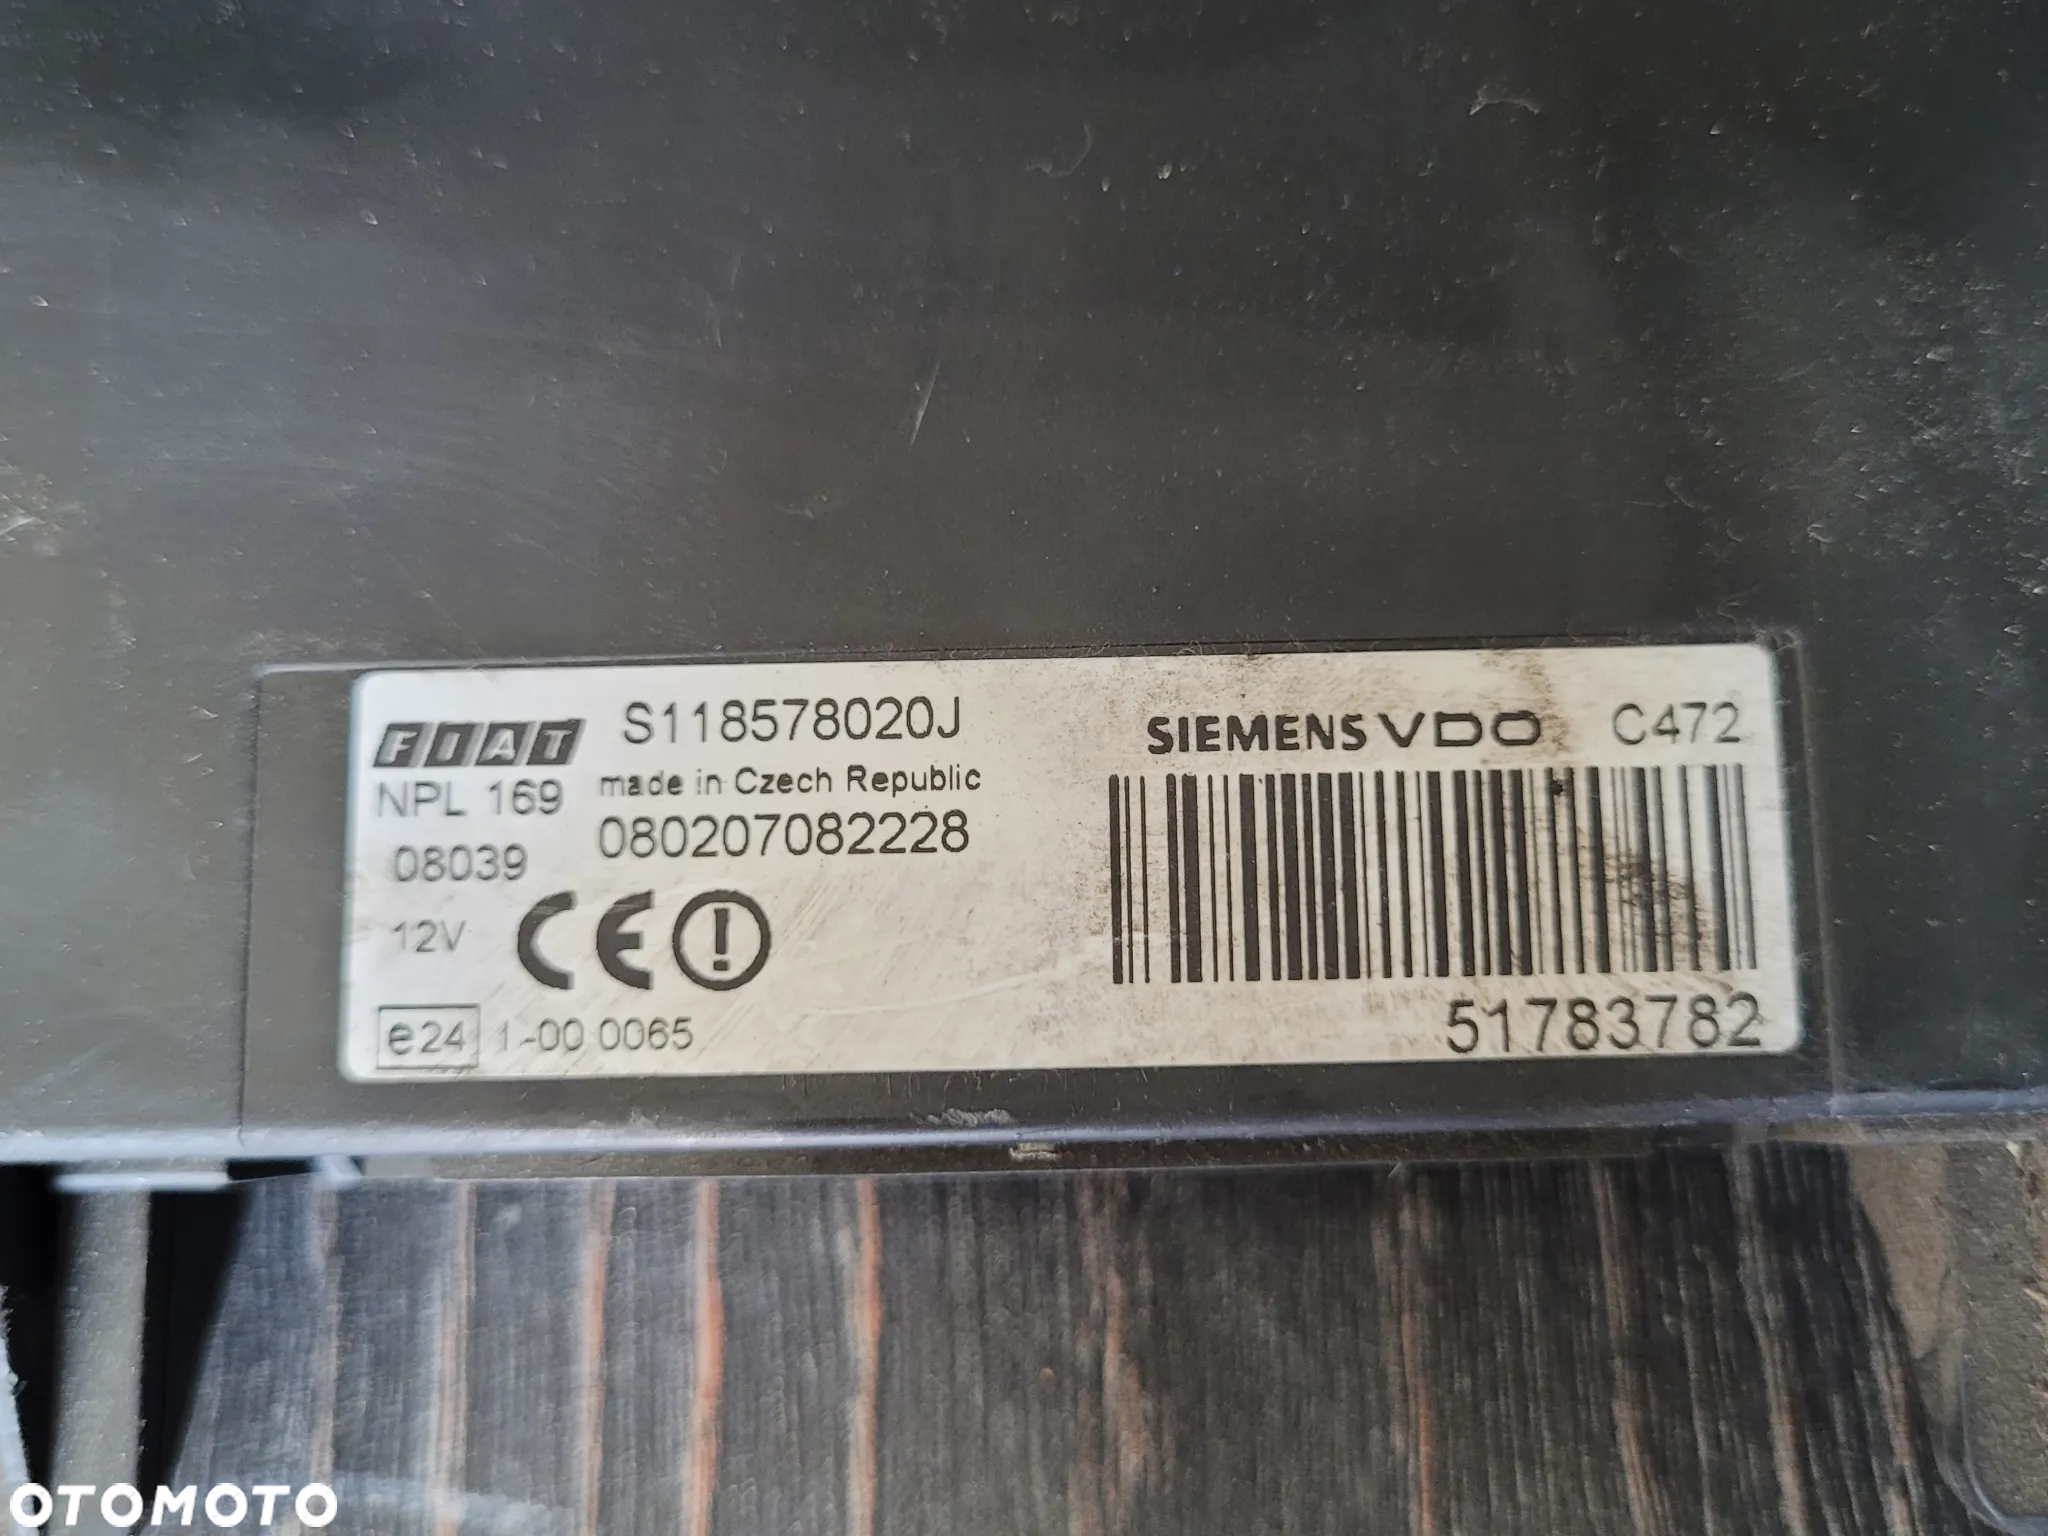 FIAT S118578020J
NPL 169 made in Czech Republic
08039 080207082228
12V CE
e24 1-00 0065
SIEMENS VDO C472
51783782
OTOMOTO